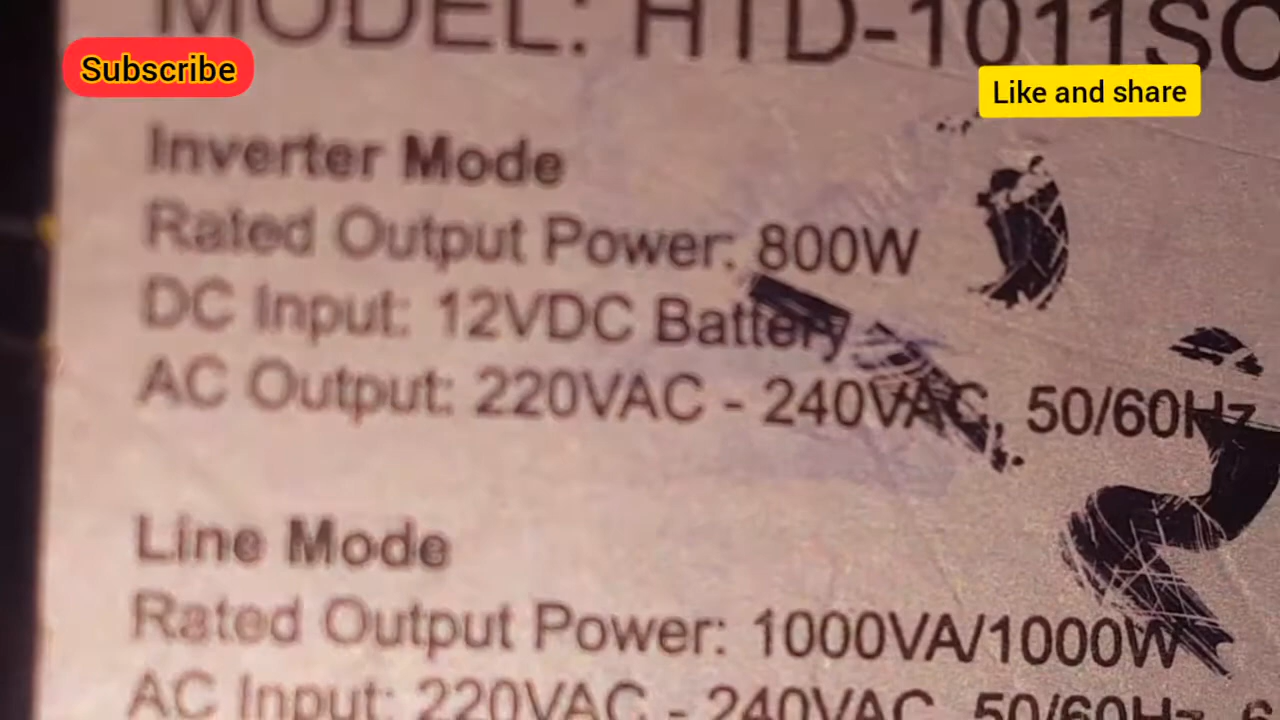 MODEL: HTD-1011SC
Subscribe
Like and share
Inverter Mode
Rated Output Power: 800W
DC Input: 12VDC Battery
AC Output: 220VAC - 240VAC, 50/60Hz
Line Mode
Rated Output Power: 1000VA/1000W
AC Input: 220VAC - 240VAC, 50/60Hz,